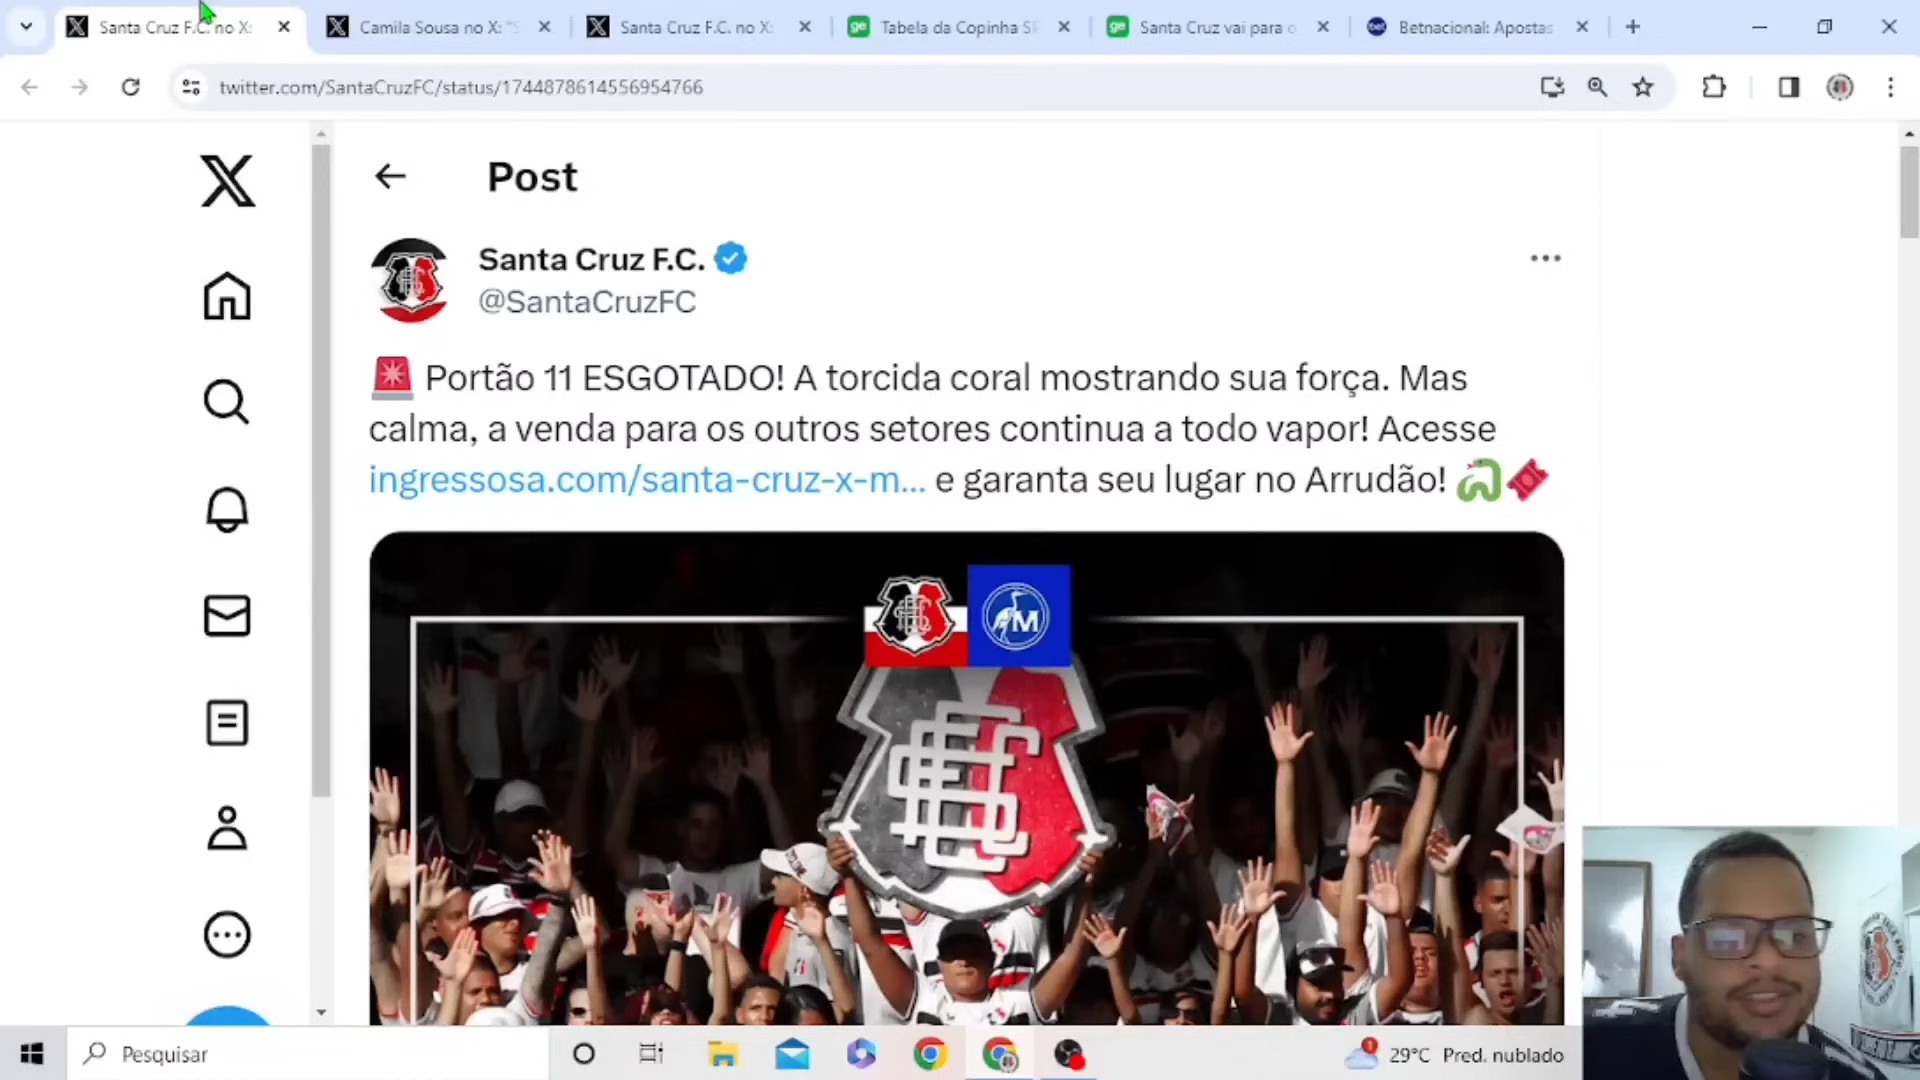 Santa Cruz F.C. no X:
Camila Sousa no X: "S
Santa Cruz F.C. no X:
Tabela da Copinha SP
Santa Cruz vai para o
Betnacional: Apostas
twitter.com/SantaCruzFC/status/1744878614556954766
Post
Santa Cruz F.C.
@SantaCruzFC
Portão 11 ESGOTADO! A torcida coral mostrando sua força. Mas
calma, a venda para os outros setores continua a todo vapor! Acesse
ingressosa.com/santa-cruz-x-m... e garanta seu lugar no Arrudão!
M
Pesquisar
29°C Pred. nublado